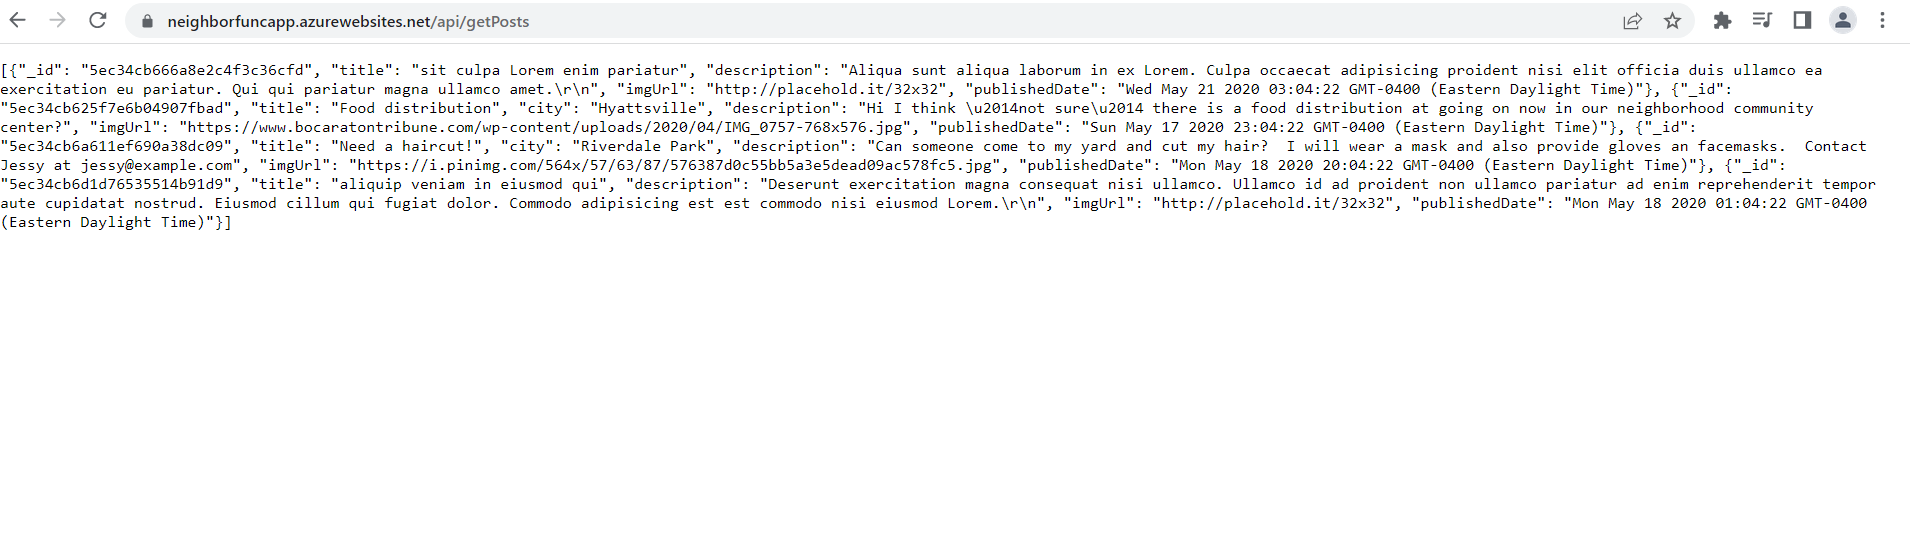 neighborfuncapp.azurewebsites.net/api/getPosts
[{"_id": "5ec34cb666a8e2c4f3c36cfd", "title": "sit culpa Lorem enim pariatur", "description": "Aliqua sunt aliqua laborum in ex Lorem. Culpa occaecat adipisicing proident nisi elit officia duis ullamco ea
exercitation eu pariatur. Qui qui pariatur magna ullamco amet.\r\n", "imgUrl": "http://placehold.it/32x32", "publishedDate": "Wed May 21 2020 03:04:22 GMT-0400 (Eastern Daylight Time)"}, {"_id":
"5ec34cb625f7e6b04907fbad", "title": "Food distribution", "city": "Hyattsville", "description": "Hi I think \u2014not sure\u2014 there is a food distribution at going on now in our neighborhood community
center?", "imgUrl": "https://www.bocaratontribune.com/wp-content/uploads/2020/04/IMG_0757-768x576.jpg", "publishedDate": "Sun May 17 2020 23:04:22 GMT-0400 (Eastern Daylight Time)"}, {"_id":
"5ec34cb6a611ef690a38dc09", "title": "Need a haircut!", "city": "Riverdale Park", "description": "Can someone come to my yard and cut my hair?  I will wear a mask and also provide gloves an facemasks.  Contact
Jessy at jessy@example.com", "imgUrl": "https://i.pinimg.com/564x/57/63/87/576387d0c55bb5a3e5dead09ac578fc5.jpg", "publishedDate": "Mon May 18 2020 20:04:22 GMT-0400 (Eastern Daylight Time)"}, {"_id":
"5ec34cb6d1d76535514b91d9", "title": "aliquip veniam in eiusmod qui", "description": "Deserunt exercitation magna consequat nisi ullamco. Ullamco id ad proident non ullamco pariatur ad enim reprehenderit tempor
aute cupidatat nostrud. Eiusmod cillum qui fugiat dolor. Commodo adipisicing est est commodo nisi eiusmod Lorem.\r\n", "imgUrl": "http://placehold.it/32x32", "publishedDate": "Mon May 18 2020 01:04:22 GMT-0400
(Eastern Daylight Time)"}]